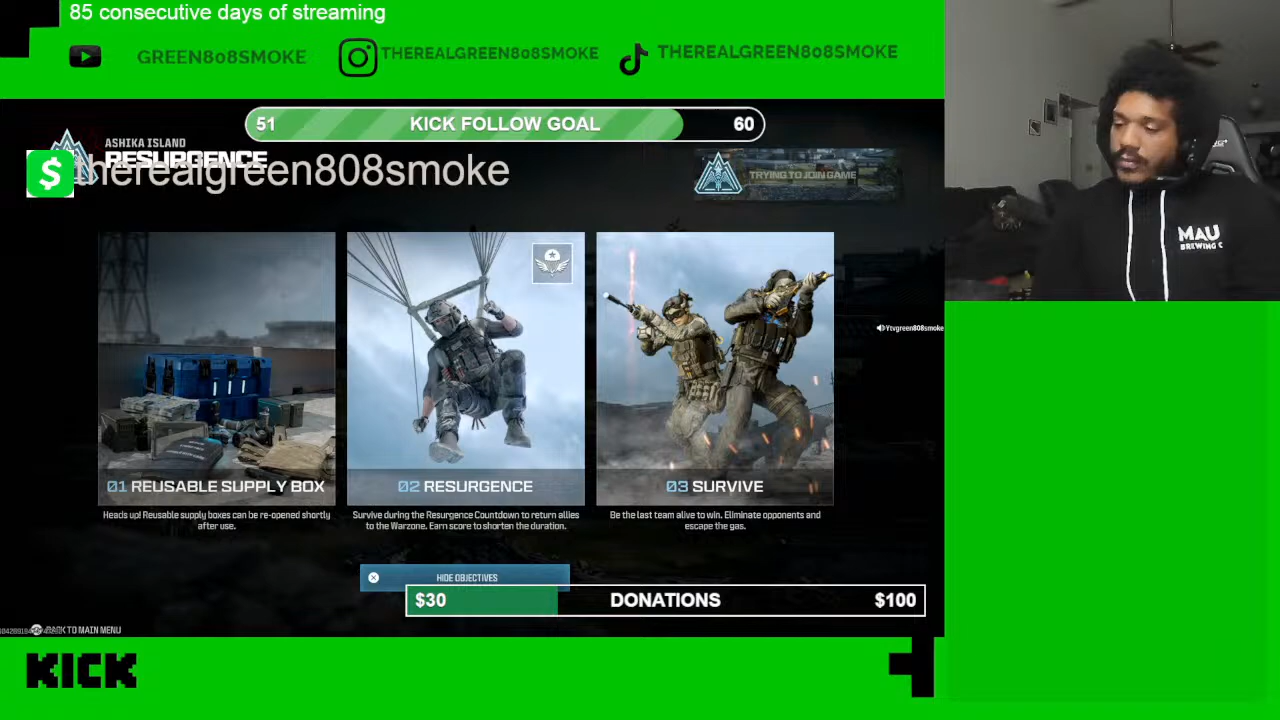 85 consecutive days of streaming
GREEN808SMOKE
THEREALGREEN808SMOKE
THEREALGREEN808SMOKE
51 KICK FOLLOW GOAL 60
ASHIKA ISLAND
RESURGENCE
therealgreen808smoke
TRYING TO JOIN GAME
MAU
BREWING C
Ytvgreen808smoke
01 REUSABLE SUPPLY BOX
Heads up! Reusable supply boxes can be re-opened shortly
after use.
02 RESURGENCE
Survive during the Resurgence Countdown to return allies
to the Warzone. Earn score to shorten the duration.
03 SURVIVE
Be the last team alive to win. Eliminate opponents and
escape the gas.
HIDE OBJECTIVES
$30 DONATIONS $100
BACK TO MAIN MENU
KICK